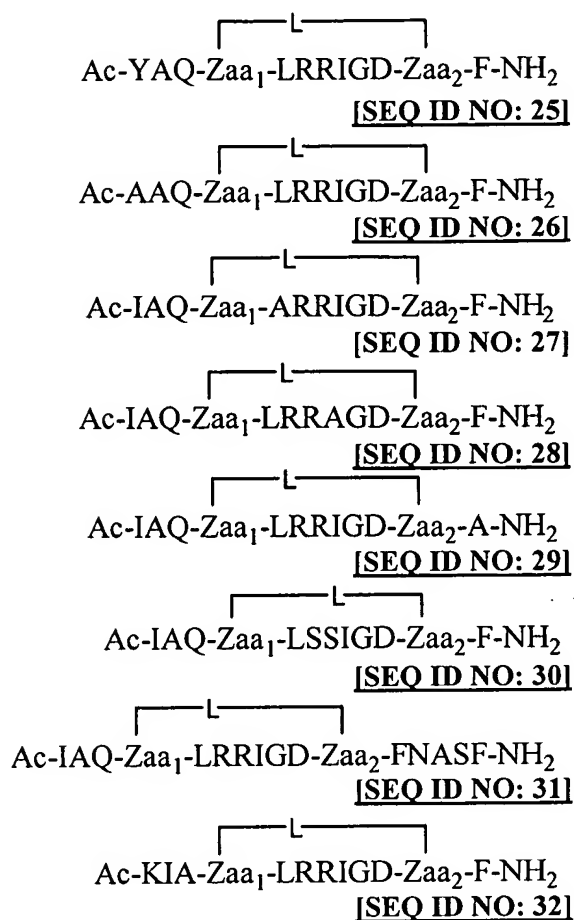 L
Ac-YAQ-Zaa₁-LRRIGD-Zaa₂-F-NH₂
[SEQ ID NO: 25]
L
Ac-AAQ-Zaa₁-LRRIGD-Zaa₂-F-NH₂
[SEQ ID NO: 26]
L
Ac-IAQ-Zaa₁-ARRIGD-Zaa₂-F-NH₂
[SEQ ID NO: 27]
L
Ac-IAQ-Zaa₁-LRRAGD-Zaa₂-F-NH₂
[SEQ ID NO: 28]
L
Ac-IAQ-Zaa₁-LRRIGD-Zaa₂-A-NH₂
[SEQ ID NO: 29]
L
Ac-IAQ-Zaa₁-LSSIGD-Zaa₂-F-NH₂
[SEQ ID NO: 30]
L
Ac-IAQ-Zaa₁-LRRIGD-Zaa₂-FNASF-NH₂
[SEQ ID NO: 31]
L
Ac-KIA-Zaa₁-LRRIGD-Zaa₂-F-NH₂
[SEQ ID NO: 32]